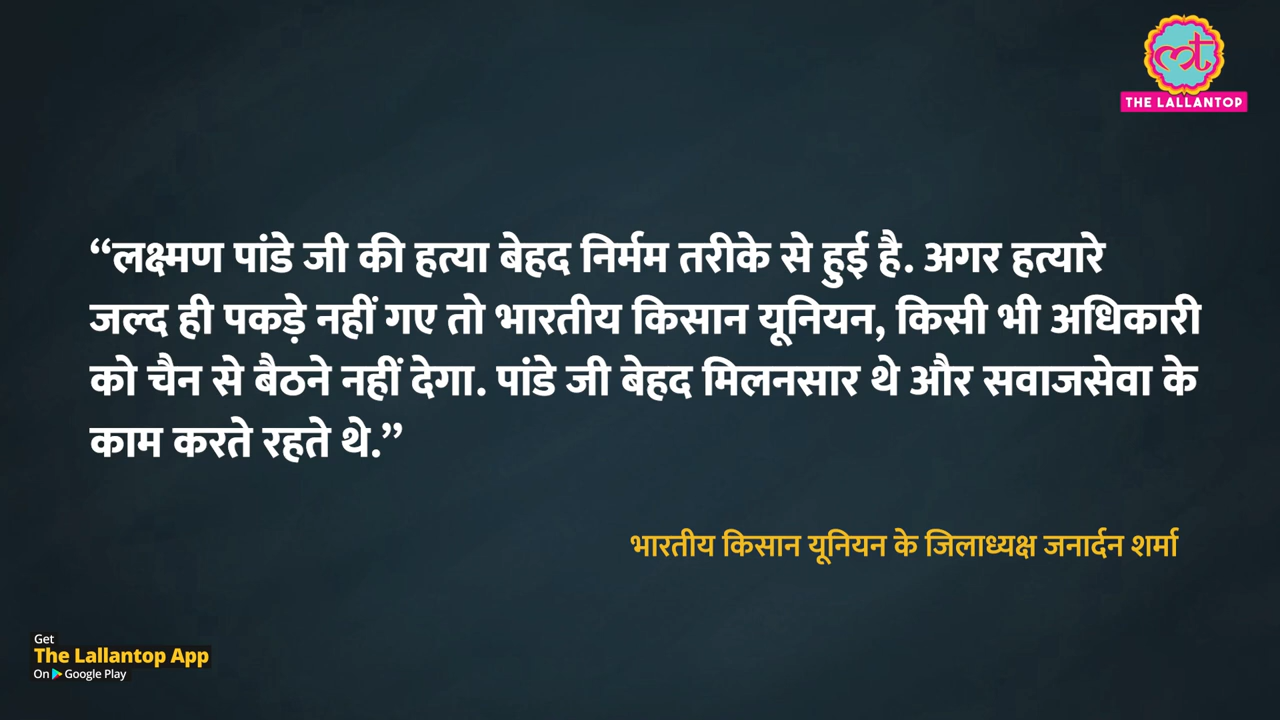 mt
THE LALLANTOP
“लक्ष्मण पांडे जी की हत्या बेहद निर्मम तरीके से हुई है. अगर हत्यारे
जल्द ही पकड़े नहीं गए तो भारतीय किसान यूनियन, किसी भी अधिकारी
को चैन से बैठने नहीं देगा. पांडे जी बेहद मिलनसार थे और सवाजसेवा के
काम करते रहते थे.”
भारतीय किसान यूनियन के जिलाध्यक्ष जनार्दन शर्मा
Get
The Lallantop App
On Google Play